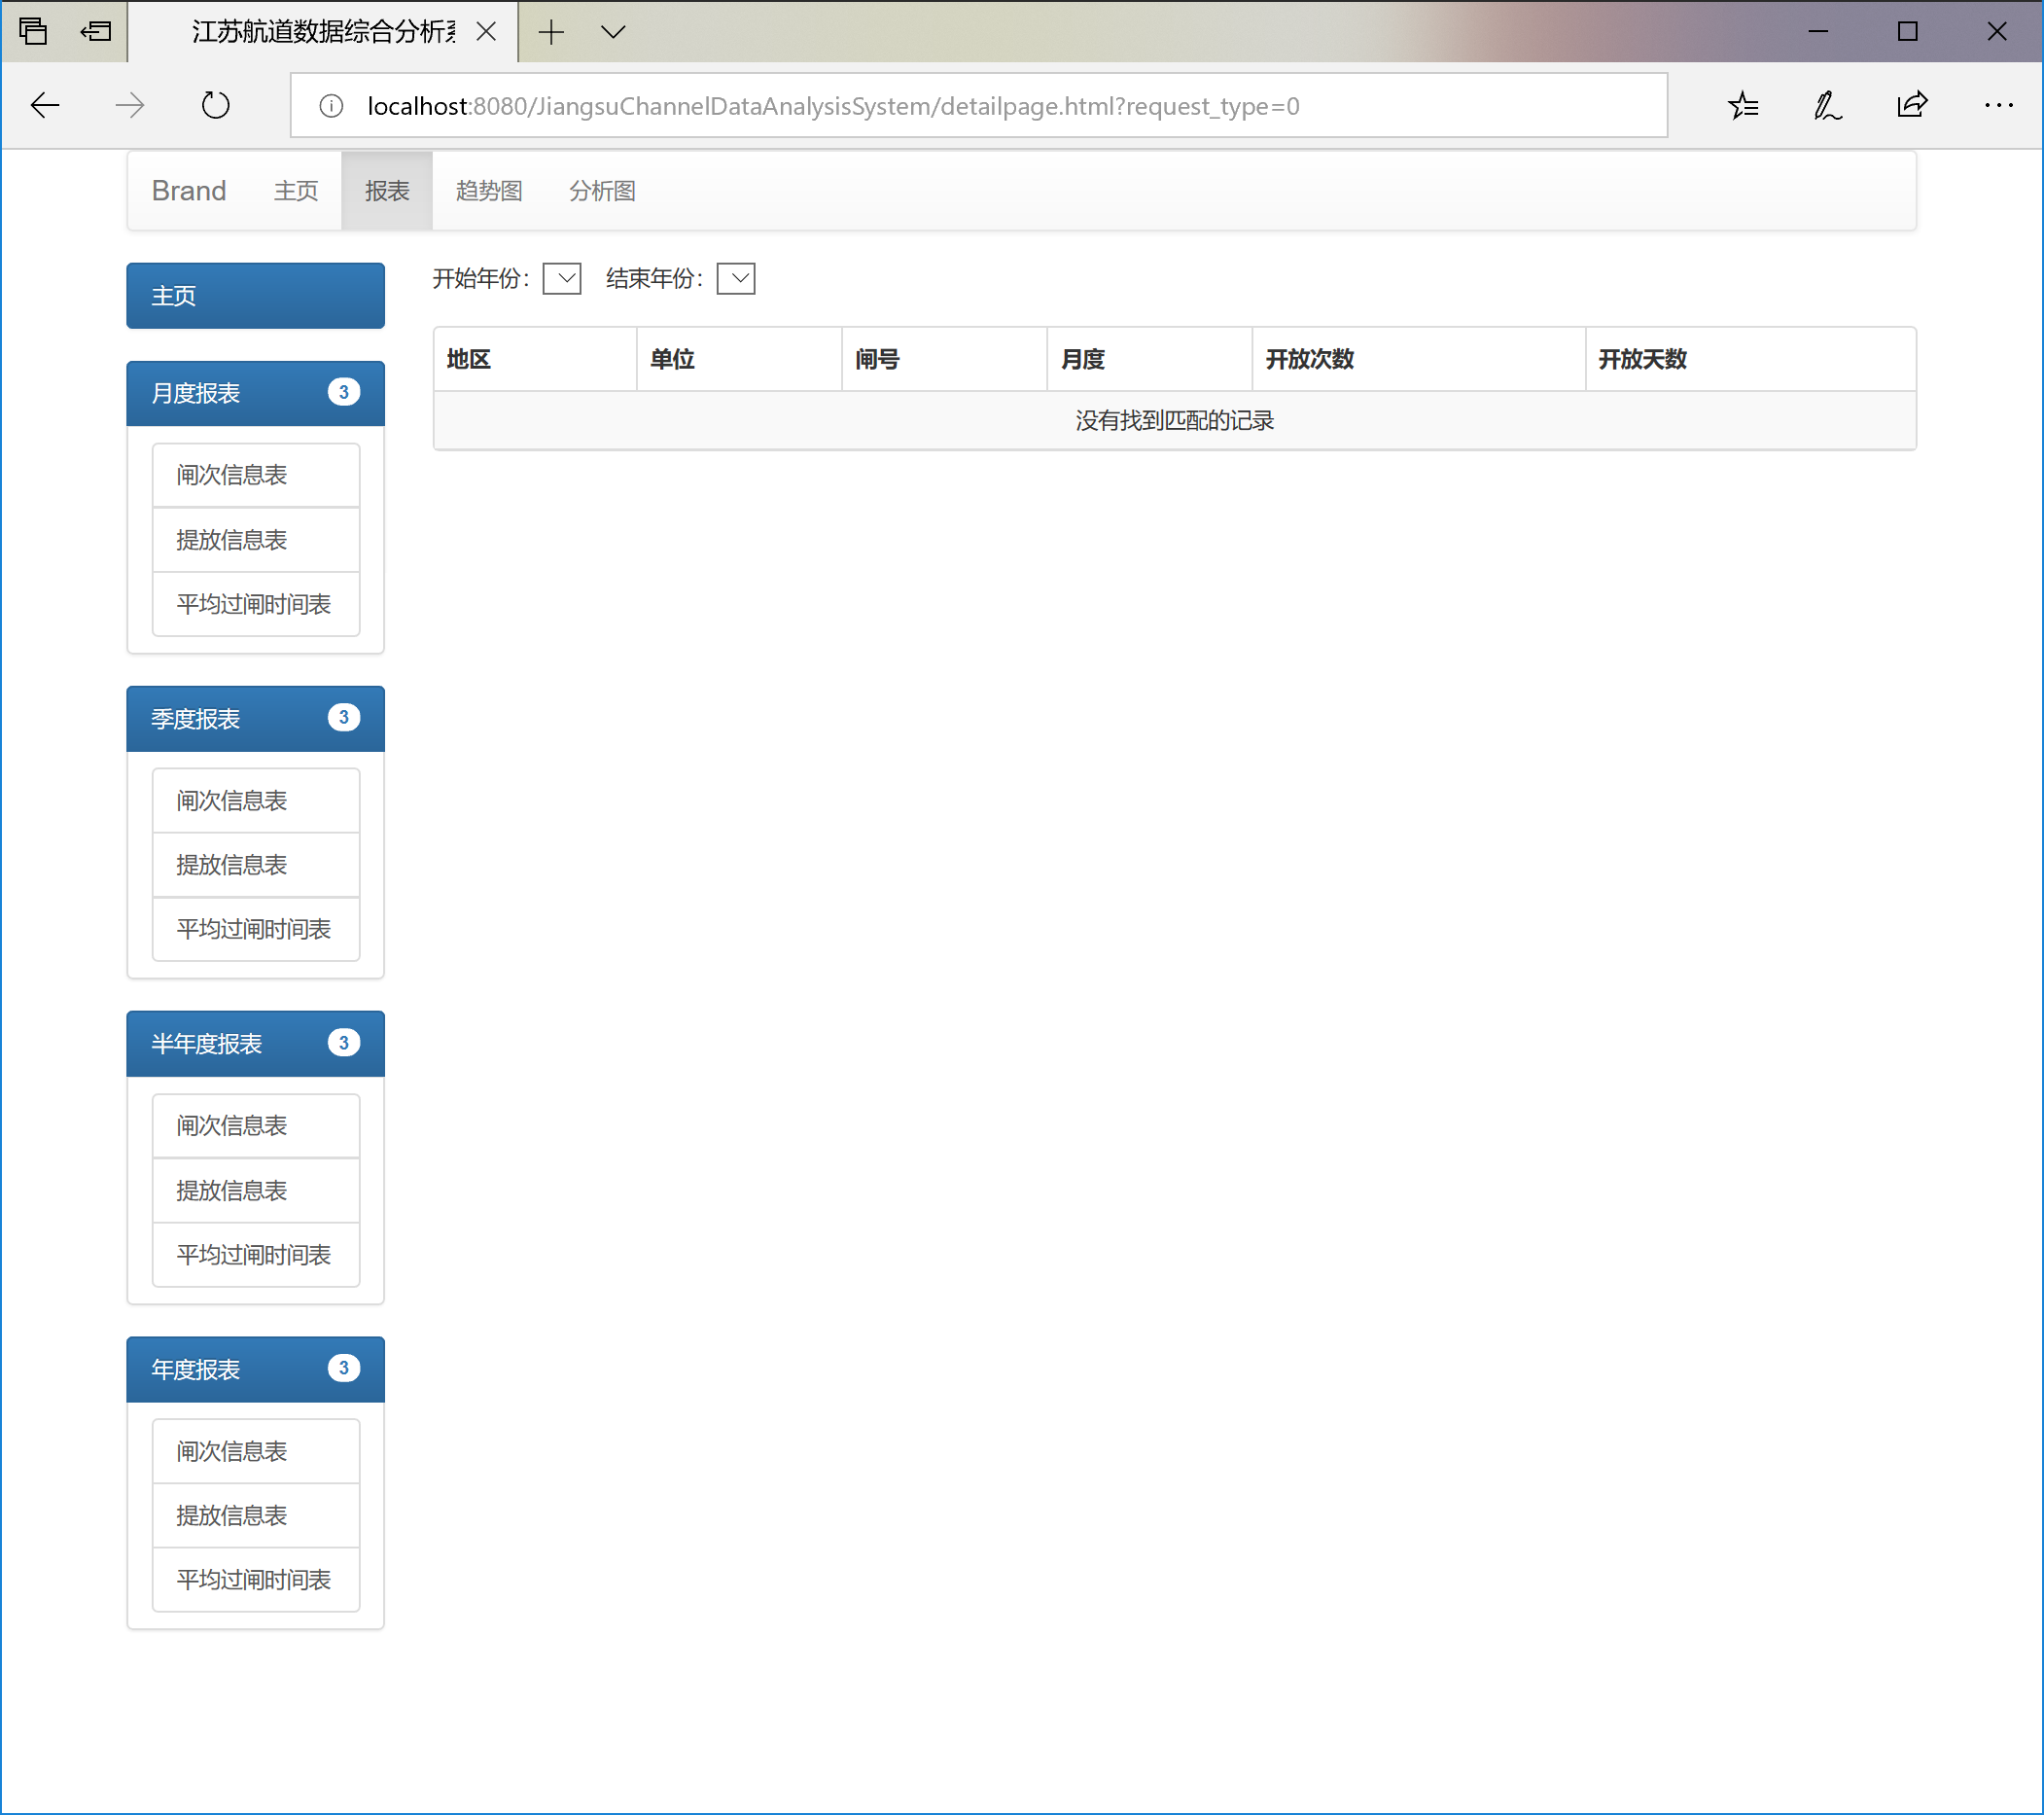 江苏航道数据综合分析系
localhost:8080/JiangsuChannelDataAnalysisSystem/detailpage.html?request_type=0
Brand 主页 报表 趋势图 分析图
主页
开始年份： 结束年份：
地区 单位 闸号 月度 开放次数 开放天数
没有找到匹配的记录
月度报表 3
闸次信息表
提放信息表
平均过闸时间表
季度报表 3
闸次信息表
提放信息表
平均过闸时间表
半年度报表 3
闸次信息表
提放信息表
平均过闸时间表
年度报表 3
闸次信息表
提放信息表
平均过闸时间表